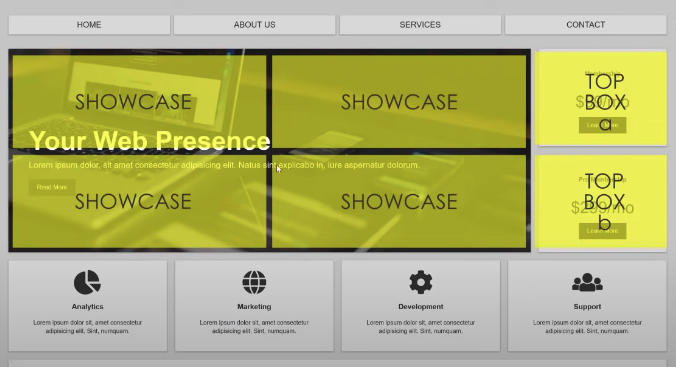 HOME
ABOUT US
SERVICES
CONTACT
SHOWCASE
SHOWCASE
TOP
BOX
a
Learn More
Your Web Presence
Lorem ipsum dolor, sit amet consectetur adipisicing elit. Natus sint explicabo in, iure aspernatur dolorum.
Read More
SHOWCASE
SHOWCASE
TOP
BOX
b
Learn More
Analytics
Marketing
Development
Support
Lorem ipsum dolor sit, amet consectetur
adipisicing elit. Sint, numquam.
Lorem ipsum dolor sit, amet consectetur
adipisicing elit. Sint, numquam.
Lorem ipsum dolor sit, amet consectetur
adipisicing elit. Sint, numquam.
Lorem ipsum dolor sit, amet consectetur
adipisicing elit. Sint, numquam.